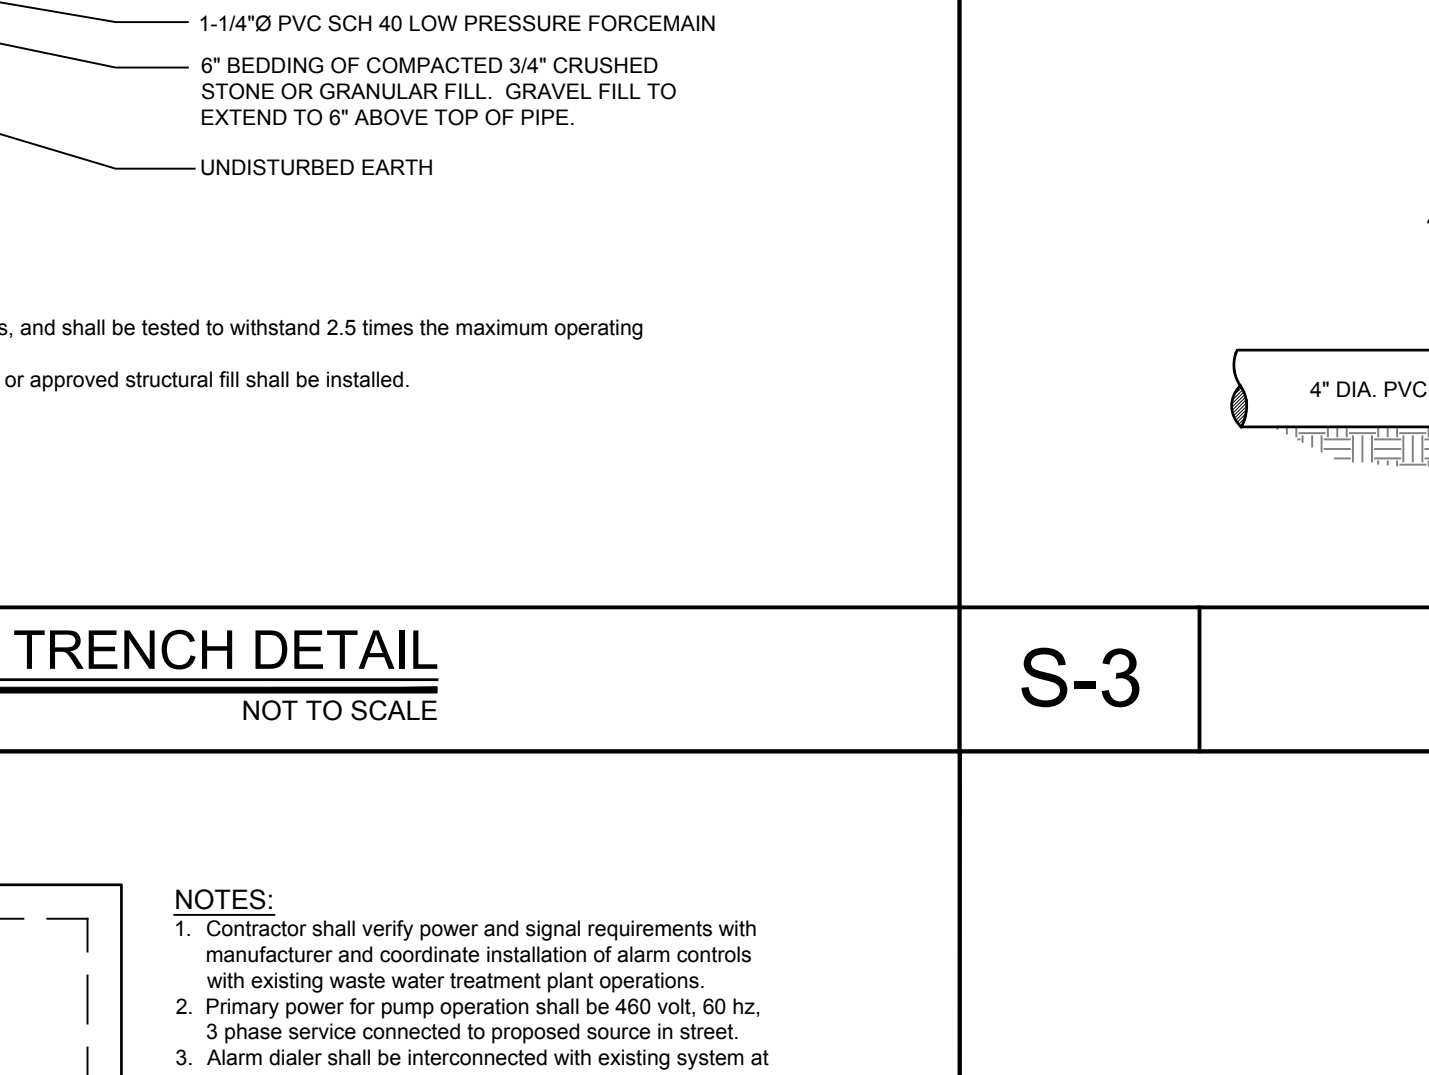 1-1/4"Ø PVC SCH 40 LOW PRESSURE FORCEMAIN
6" BEDDING OF COMPACTED 3/4" CRUSHED
STONE OR GRANULAR FILL.  GRAVEL FILL TO
EXTEND TO 6" ABOVE TOP OF PIPE.
UNDISTURBED EARTH
s, and shall be tested to withstand 2.5 times the maximum operating
or approved structural fill shall be installed.
4" DIA. PVC
TRENCH DETAIL
NOT TO SCALE
S-3
NOTES:
1. Contractor shall verify power and signal requirements with
manufacturer and coordinate installation of alarm controls
with existing waste water treatment plant operations.
2. Primary power for pump operation shall be 460 volt, 60 hz,
3 phase service connected to proposed source in street.
3. Alarm dialer shall be interconnected with existing system at